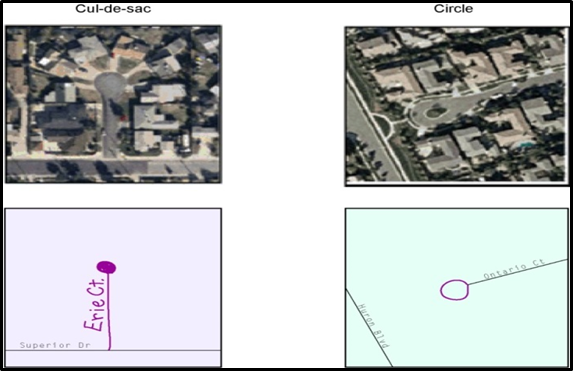 Cul-de-sac
Circle
Erie Ct.
Superior Dr
Ontario Ct
Huron Blvd